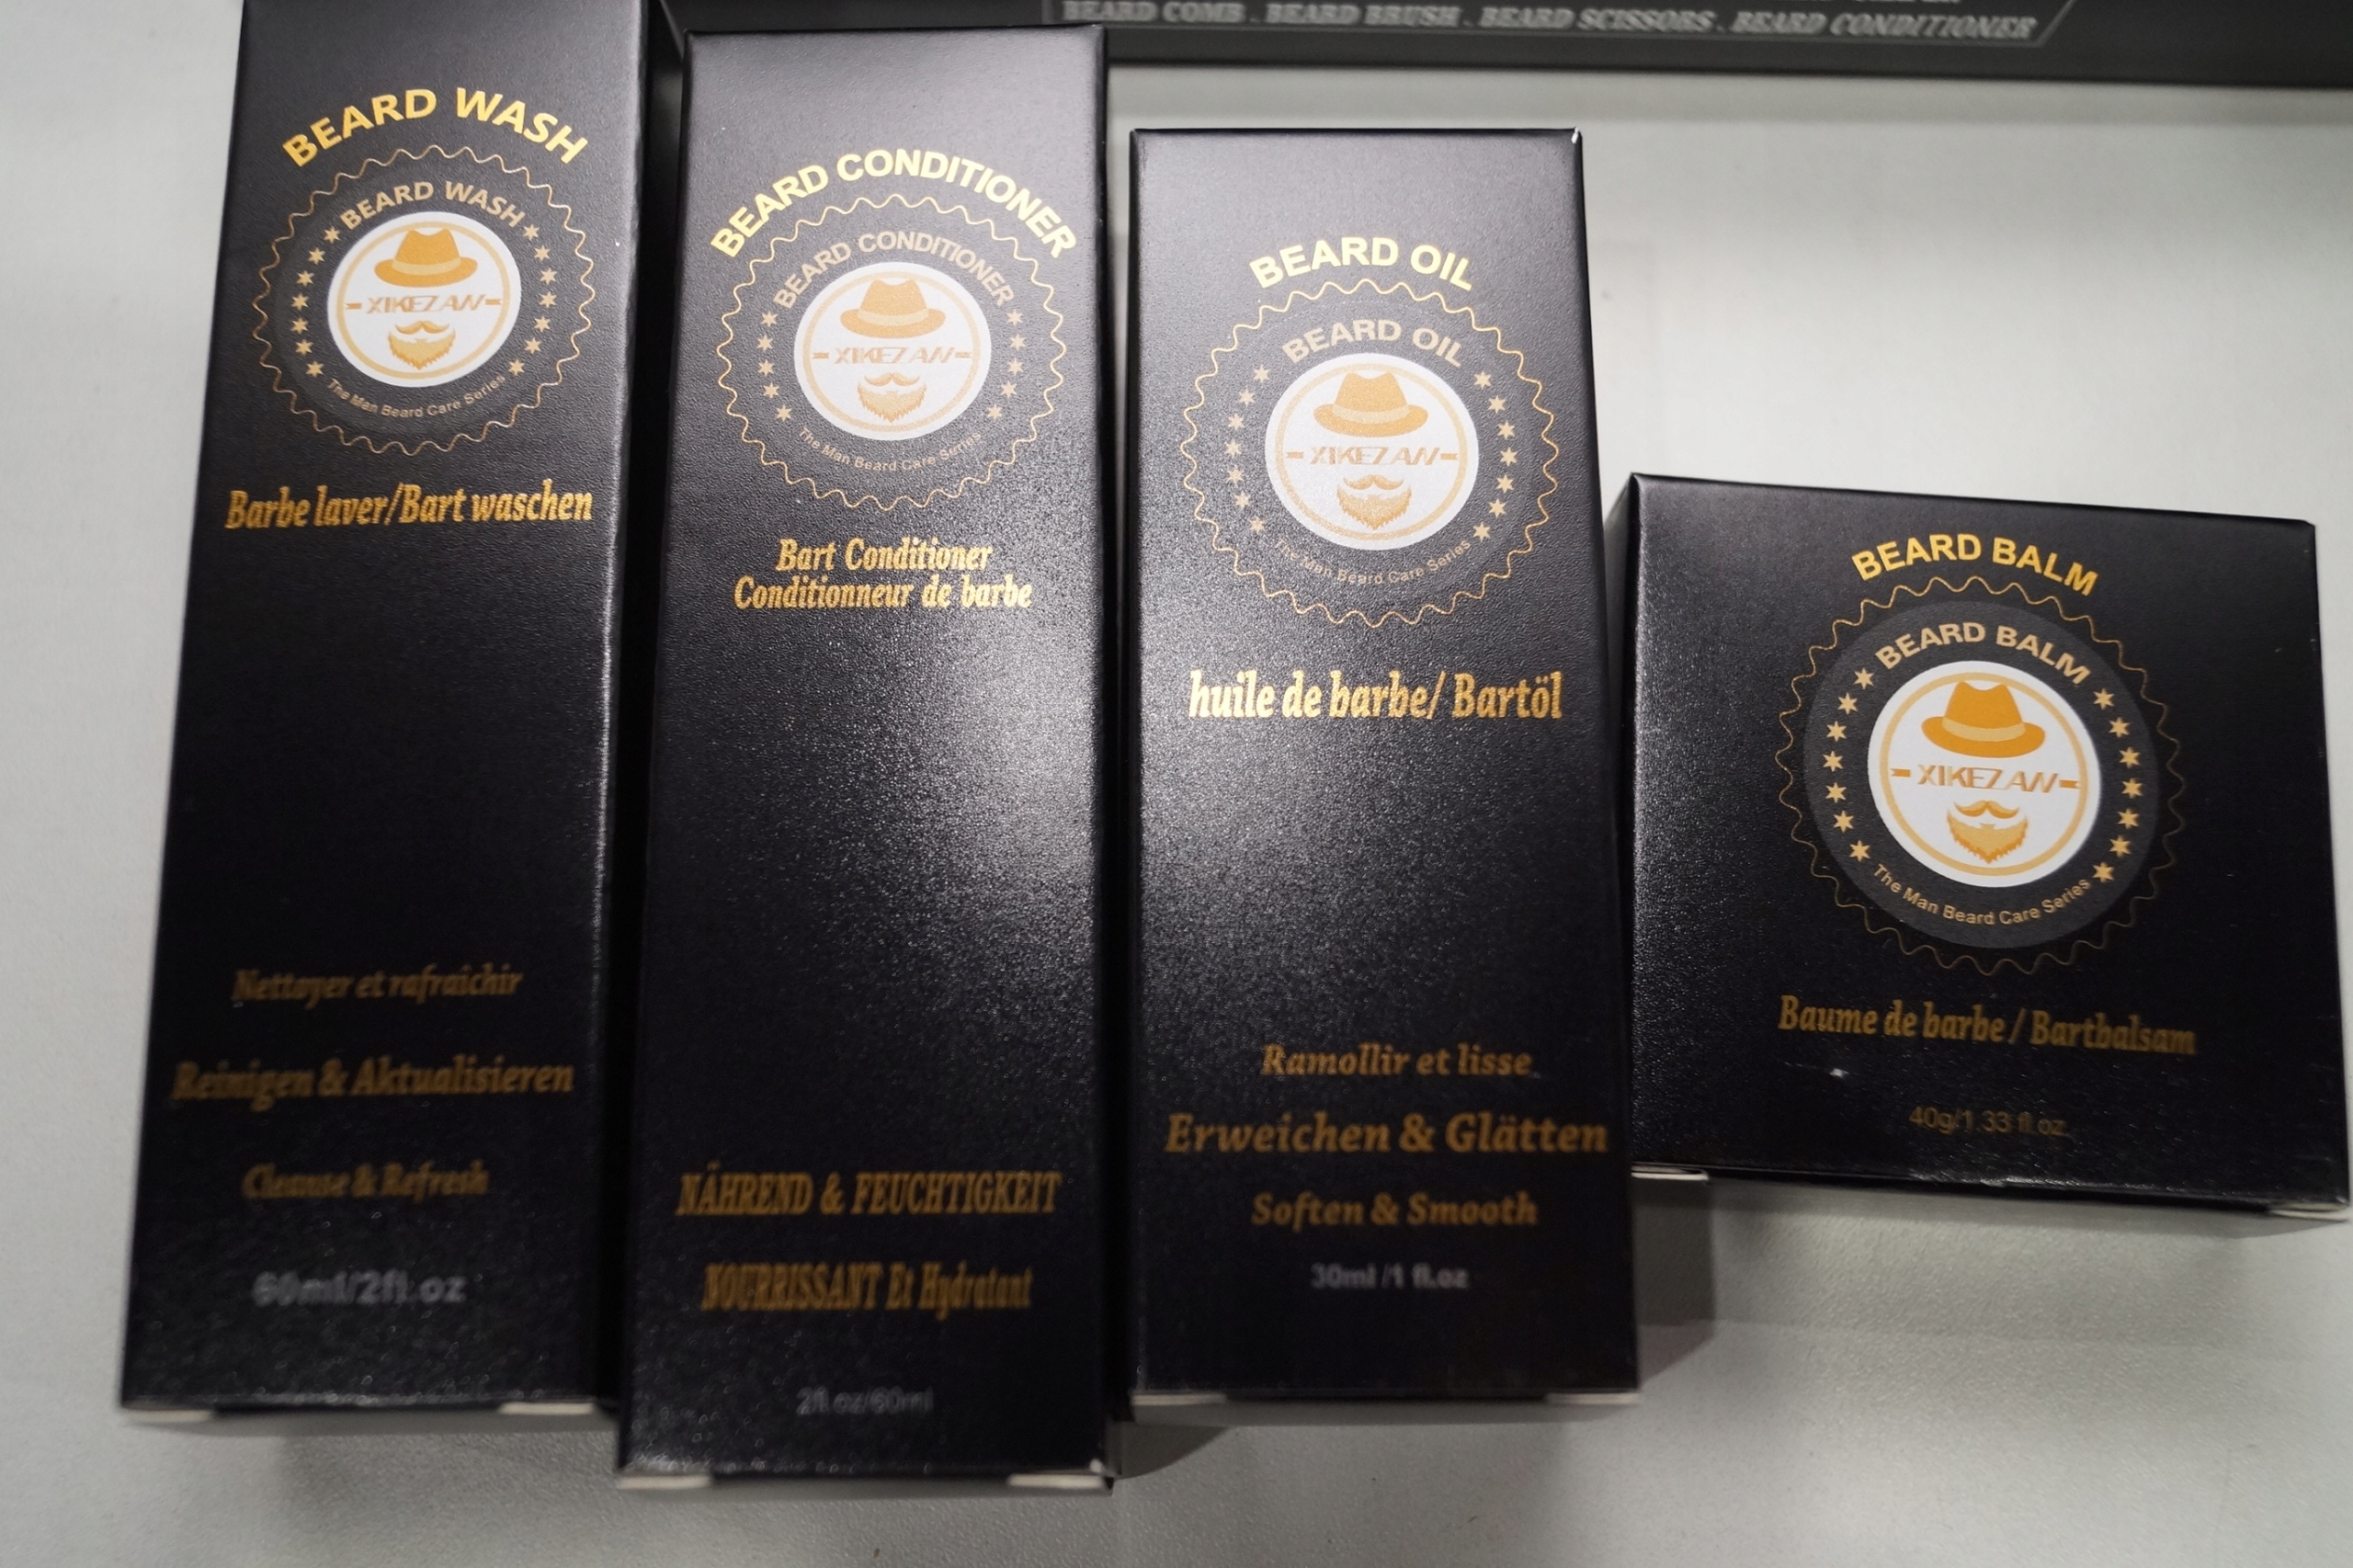 BEARD COMB . BEARD BRUSH . BEARD SCISSORS . BEARD CONDITIONER
BEARD WASH
BEARD WASH
XIKEZAN
The Man Beard Care Series
Barbe laver/Bart waschen
Nettoyer et rafraichir
Reinigen & Aktualisieren
Cleanse & Refresh
60ml/2fl.oz
BEARD CONDITIONER
BEARD CONDITIONER
XIKEZAN
The Man Beard Care Series
Bart Conditioner
Conditionneur de barbe
NÄHREND & FEUCHTIGKEIT
NOURRISSANT Et Hydratant
2fl.oz/60ml
BEARD OIL
BEARD OIL
XIKEZAN
The Man Beard Care Series
huile de barbe/ Bartöl
Ramollir et lisse
Erweichen & Glätten
Soften & Smooth
30ml /1 fl.oz
BEARD BALM
BEARD BALM
XIKEZAN
The Man Beard Care Series
Baume de barbe / Bartbalsam
40g/1.33 fl.oz